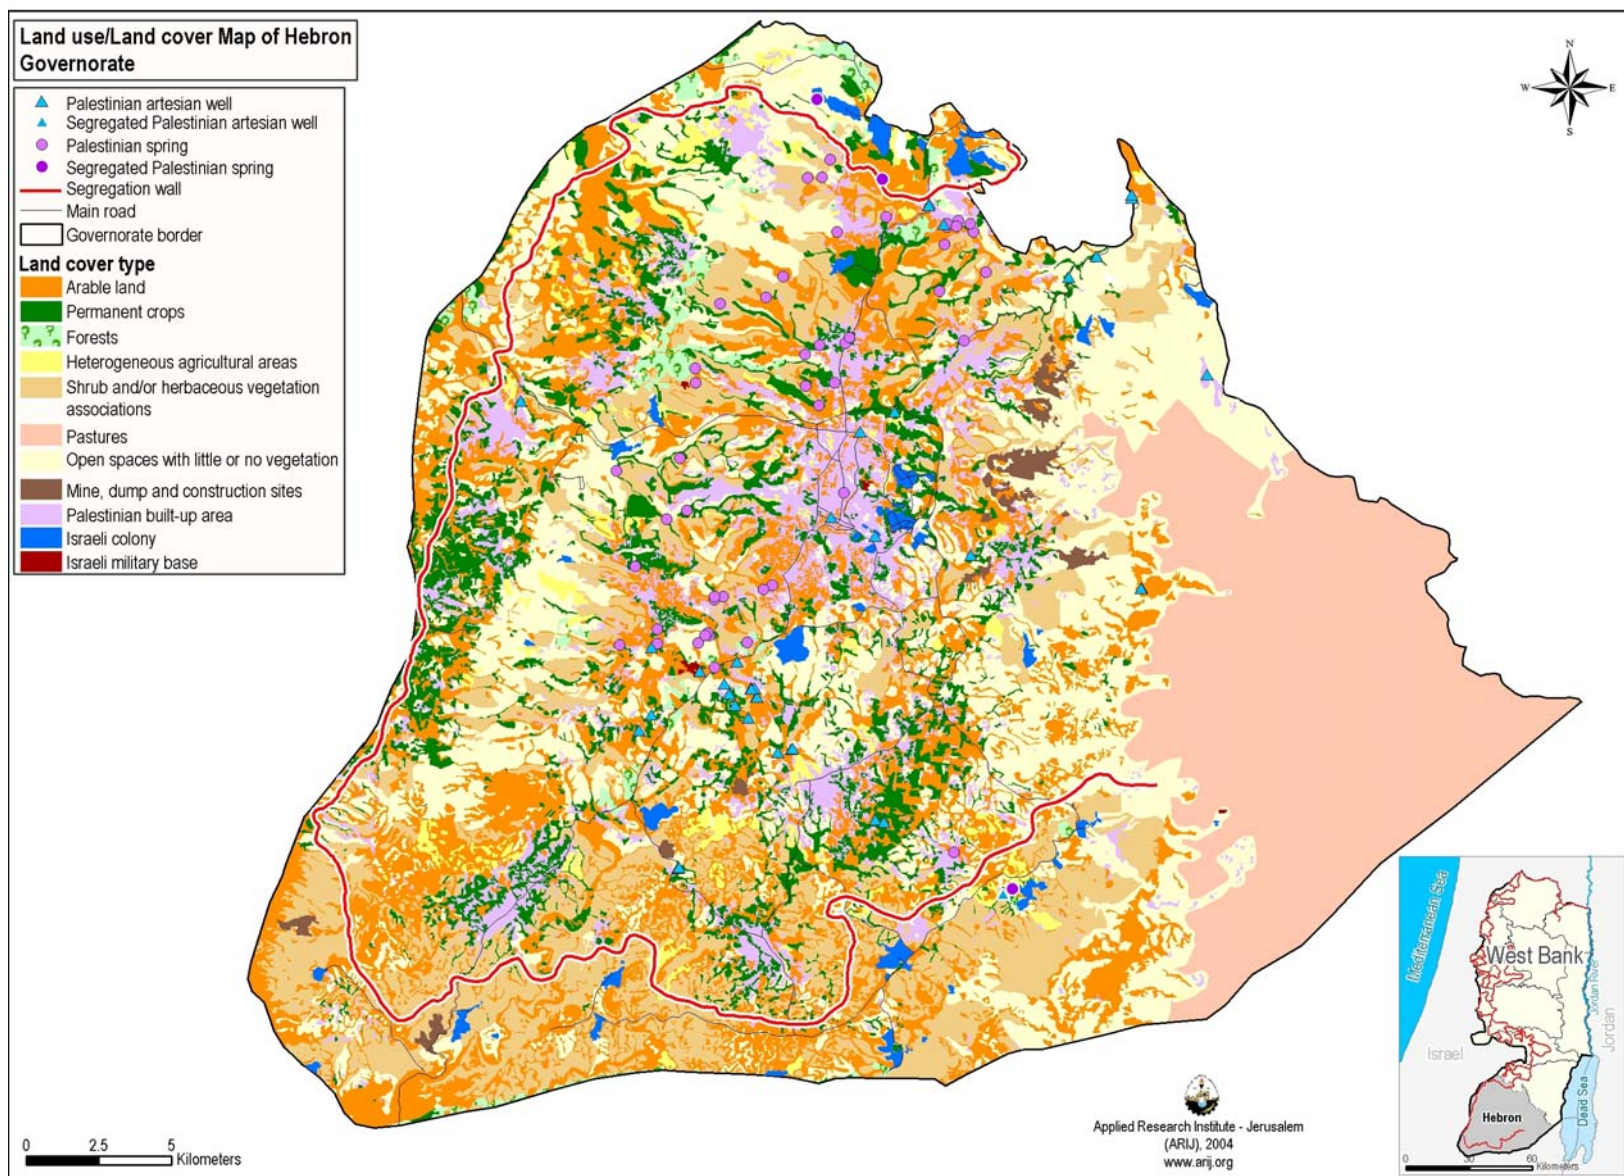 Land use/Land cover Map of Hebron
Governorate
Palestinian artesian well
Segregated Palestinian artesian well
Palestinian spring
Segregated Palestinian spring
Segregation wall
Main road
Governorate border
Land cover type
Arable land
Permanent crops
Forests
Heterogeneous agricultural areas
Shrub and/or herbaceous vegetation
associations
Pastures
Open spaces with little or no vegetation
Mine, dump and construction sites
Palestinian built-up area
Israeli colony
Israeli military base
N
W
E
S
0 2.5 5
Kilometers
Applied Research Institute - Jerusalem
(ARIJ), 2004
www.arij.org
Mediterranean Sea
West Bank
Jordan River
Jordan
Israel
Dead Sea
Hebron
0 30 60
Kilometers